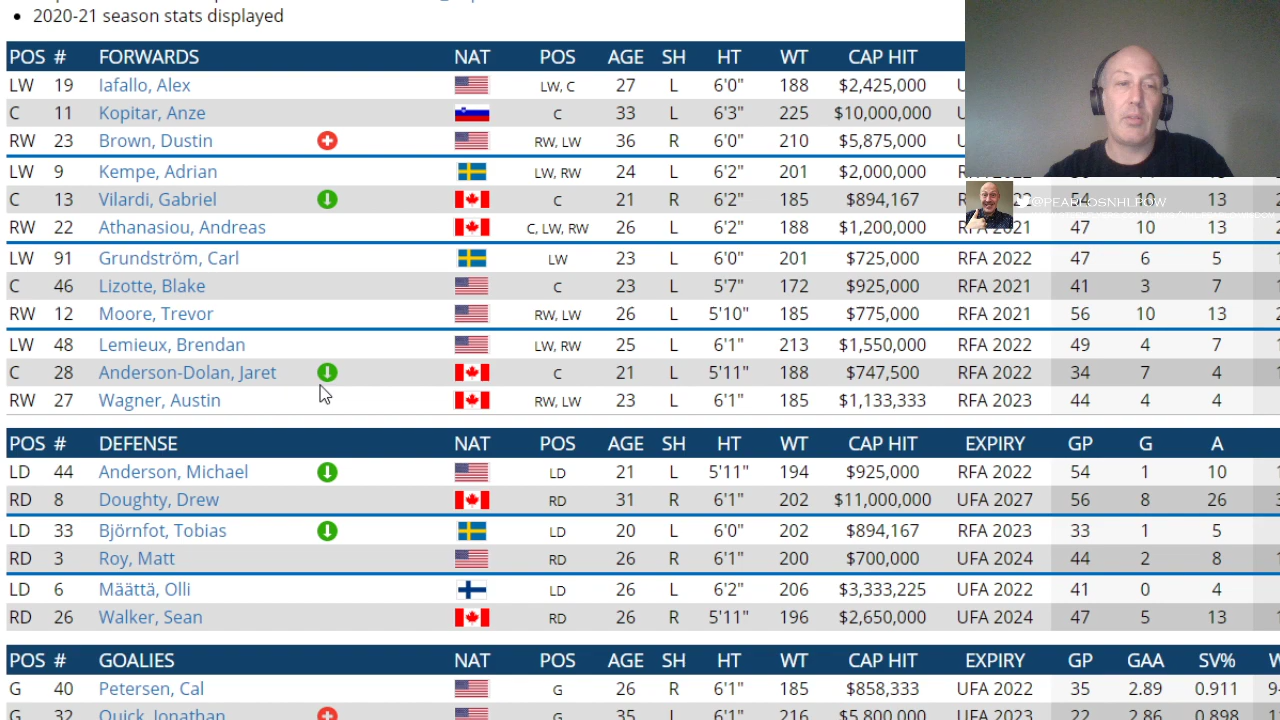 2020-21 season stats displayed
POS # FORWARDS NAT POS AGE SH HT WT CAP HIT
LW 19 Iafallo, Alex LW, C 27 L 6'0" 188 $2,425,000 U
C 11 Kopitar, Anze C 33 L 6'3" 225 $10,000,000 U
RW 23 Brown, Dustin RW, LW 36 R 6'0" 210 $5,875,000 U
LW 9 Kempe, Adrian LW, RW 24 L 6'2" 201 $2,000,000
C 13 Vilardi, Gabriel C 21 R 6'2" 185 $894,167 54 10 13
@PEARLOSNHLPOW
RW 22 Athanasiou, Andreas C, LW, RW 26 L 6'2" 188 $1,200,000 RFA 2021 47 10 13
LW 91 Grundström, Carl LW 23 L 6'0" 201 $725,000 RFA 2022 47 6 5
C 46 Lizotte, Blake C 23 L 5'7" 172 $925,000 RFA 2021 41 3 7
RW 12 Moore, Trevor RW, LW 26 L 5'10" 185 $775,000 RFA 2021 56 10 13
LW 48 Lemieux, Brendan LW, RW 25 L 6'1" 213 $1,550,000 RFA 2022 49 4 7
C 28 Anderson-Dolan, Jaret C 21 L 5'11" 188 $747,500 RFA 2022 34 7 4
RW 27 Wagner, Austin RW, LW 23 L 6'1" 185 $1,133,333 RFA 2023 44 4 4
POS # DEFENSE NAT POS AGE SH HT WT CAP HIT EXPIRY GP G A
LD 44 Anderson, Michael LD 21 L 5'11" 194 $925,000 RFA 2022 54 1 10
RD 8 Doughty, Drew RD 31 R 6'1" 202 $11,000,000 UFA 2027 56 8 26
LD 33 Björnfot, Tobias LD 20 L 6'0" 202 $894,167 RFA 2023 33 1 5
RD 3 Roy, Matt RD 26 R 6'1" 200 $700,000 UFA 2024 44 2 8
LD 6 Määttä, Olli LD 26 L 6'2" 206 $3,333,225 UFA 2022 41 0 4
RD 26 Walker, Sean RD 26 R 5'11" 196 $2,650,000 UFA 2024 47 5 13
POS # GOALIES NAT POS AGE SH HT WT CAP HIT EXPIRY GP GAA SV% W
G 40 Petersen, Cal G 26 R 6'1" 185 $858,333 UFA 2022 35 2.89 0.911 9
G 32 Quick, Jonathan G 35 L 6'1" 216 $5,800,000 UFA 2023 22 2.86 0.898